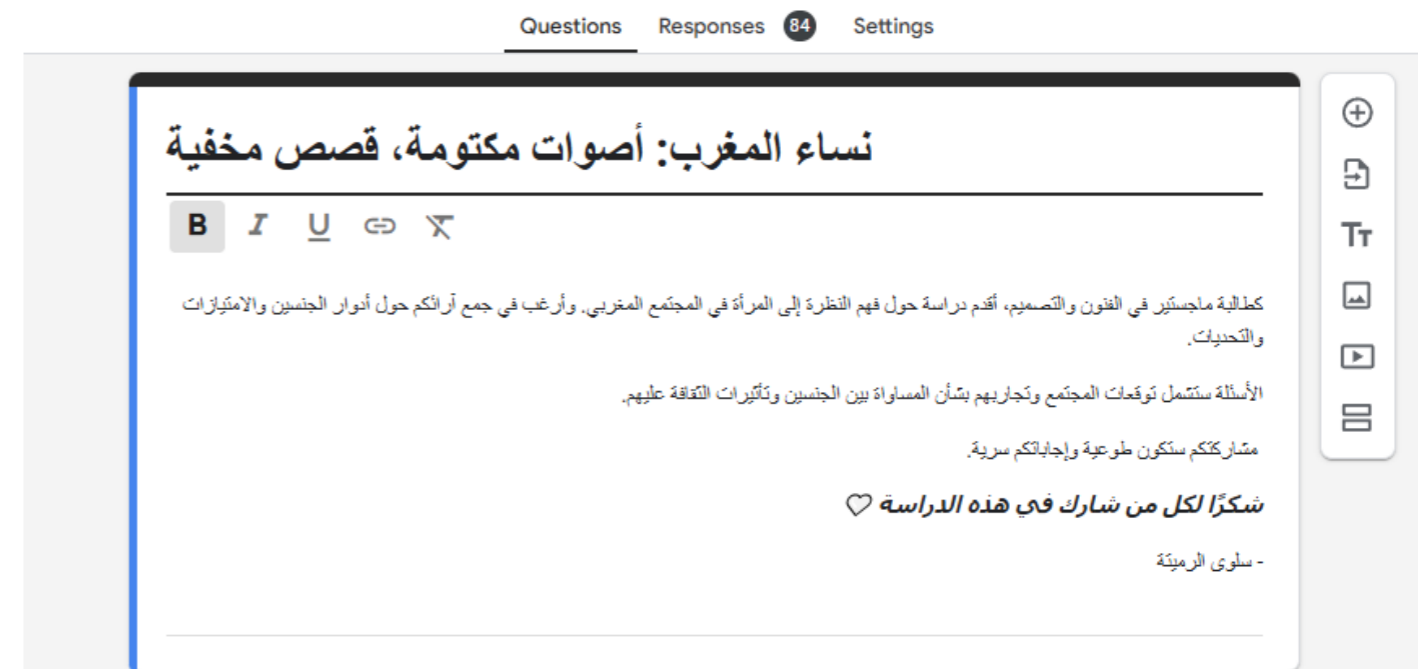 Questions Responses 84 Settings
نساء المغرب: أصوات مكتومة، قصص مخفية
B I U
Tт
كطالبة ماجستير في الفنون والتصميم، أقدم دراسة حول فهم النظرة إلى المرأة في المجتمع المغربي. وأرغب في جمع آرائكم حول أدوار الجنسين والامتيازات
والتحديات.
الأسئلة ستشمل توقعات المجتمع وتجاربهم بشأن المساواة بين الجنسين وتأثيرات الثقافة عليهم.
مشاركتكم ستكون طوعية وإجاباتكم سرية.
شكرًا لكل من شارك في هذه الدراسة ♡
- سلوى الرميثة